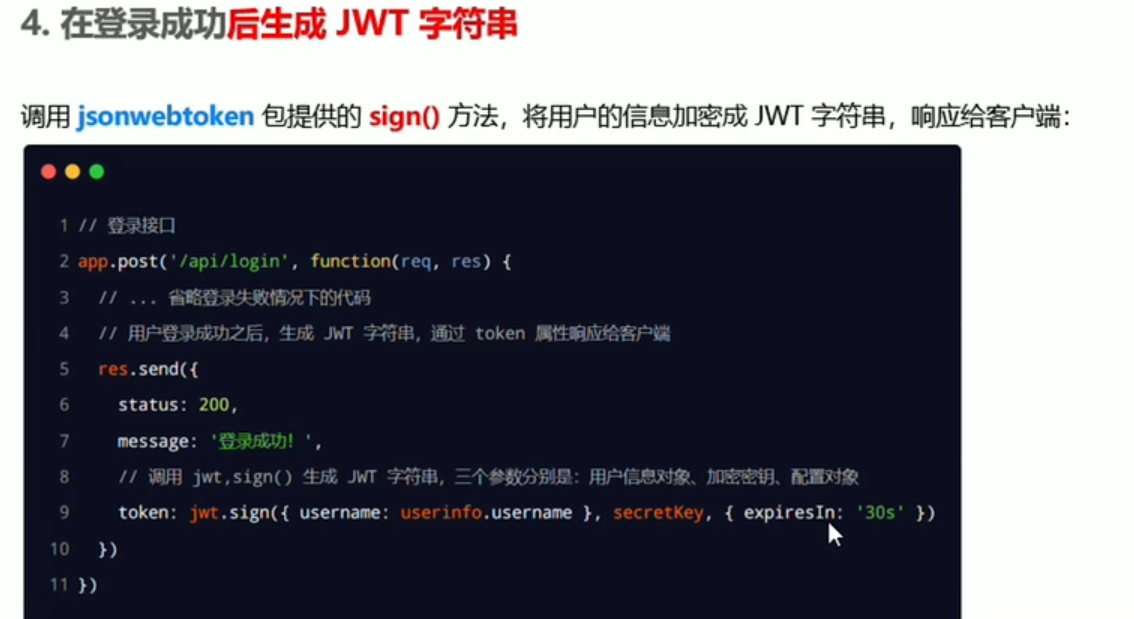 4. 在登录成功后生成 JWT 字符串
调用 jsonwebtoken 包提供的 sign() 方法，将用户的信息加密成 JWT 字符串，响应给客户端：
1 // 登录接口
2 app.post('/api/login', function(req, res) {
3 // ... 省略登录失败情况下的代码
4 // 用户登录成功之后，生成 JWT 字符串，通过 token 属性响应给客户端
5 res.send({
6 status: 200,
7 message: '登录成功！',
8 // 调用 jwt,sign() 生成 JWT 字符串，三个参数分别是：用户信息对象、加密密钥、配置对象
9 token: jwt.sign({ username: userinfo.username }, secretKey, { expiresIn: '30s' })
10 })
11 })